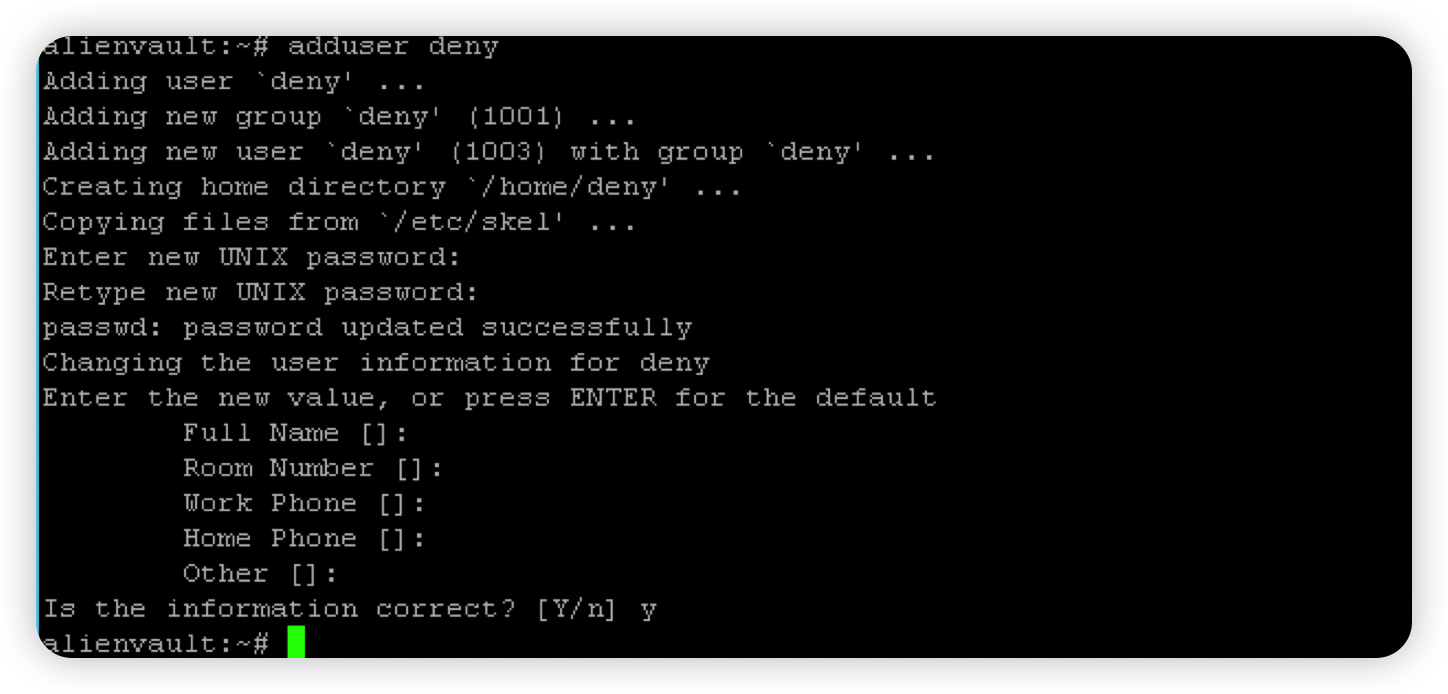 alienvault:~# adduser deny
Adding user `deny' ...
Adding new group `deny' (1001) ...
Adding new user `deny' (1003) with group `deny' ...
Creating home directory `/home/deny' ...
Copying files from `/etc/skel' ...
Enter new UNIX password:
Retype new UNIX password:
passwd: password updated successfully
Changing the user information for deny
Enter the new value, or press ENTER for the default
        Full Name []:
        Room Number []:
        Work Phone []:
        Home Phone []:
        Other []:
Is the information correct? [Y/n] y
alienvault:~#